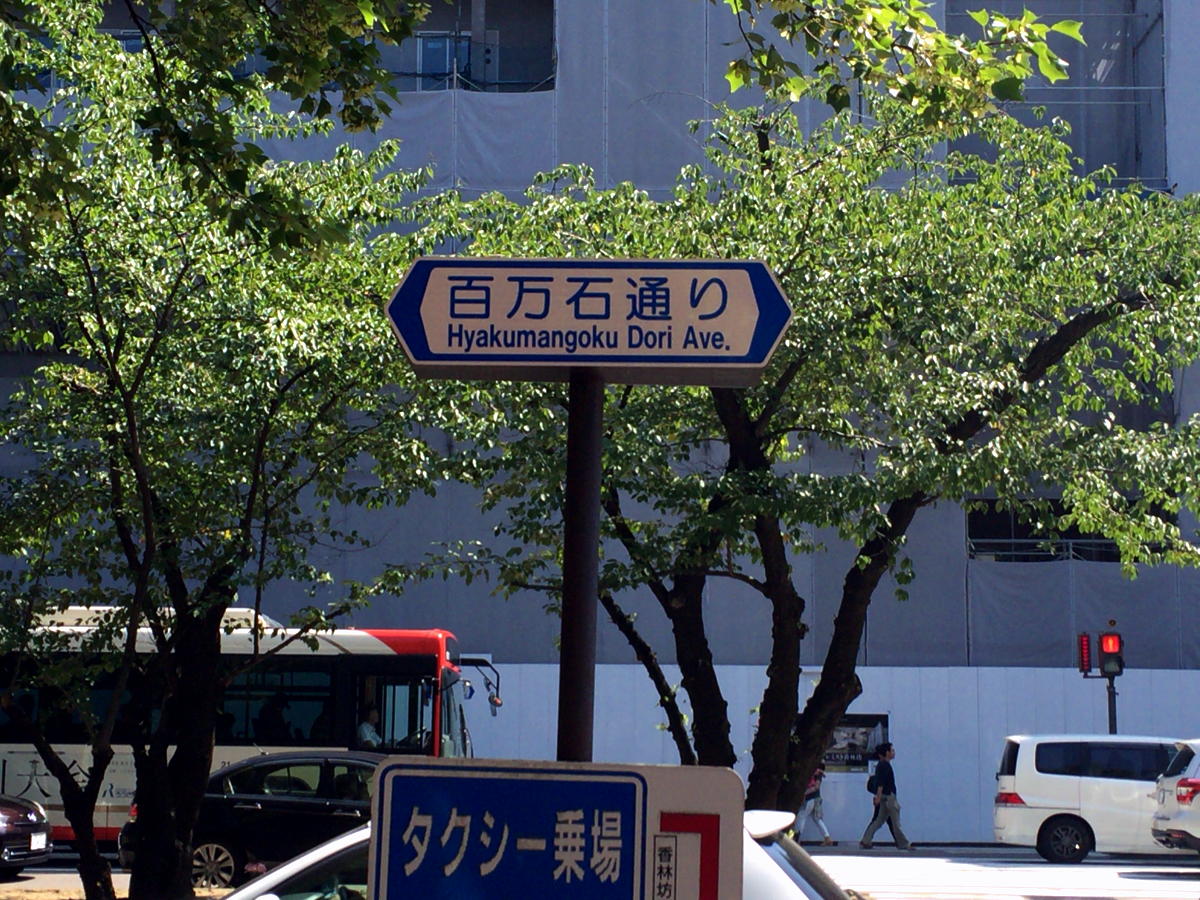 百万石通り
Hyakumangoku Dori Ave.
タクシー乗場
香林坊